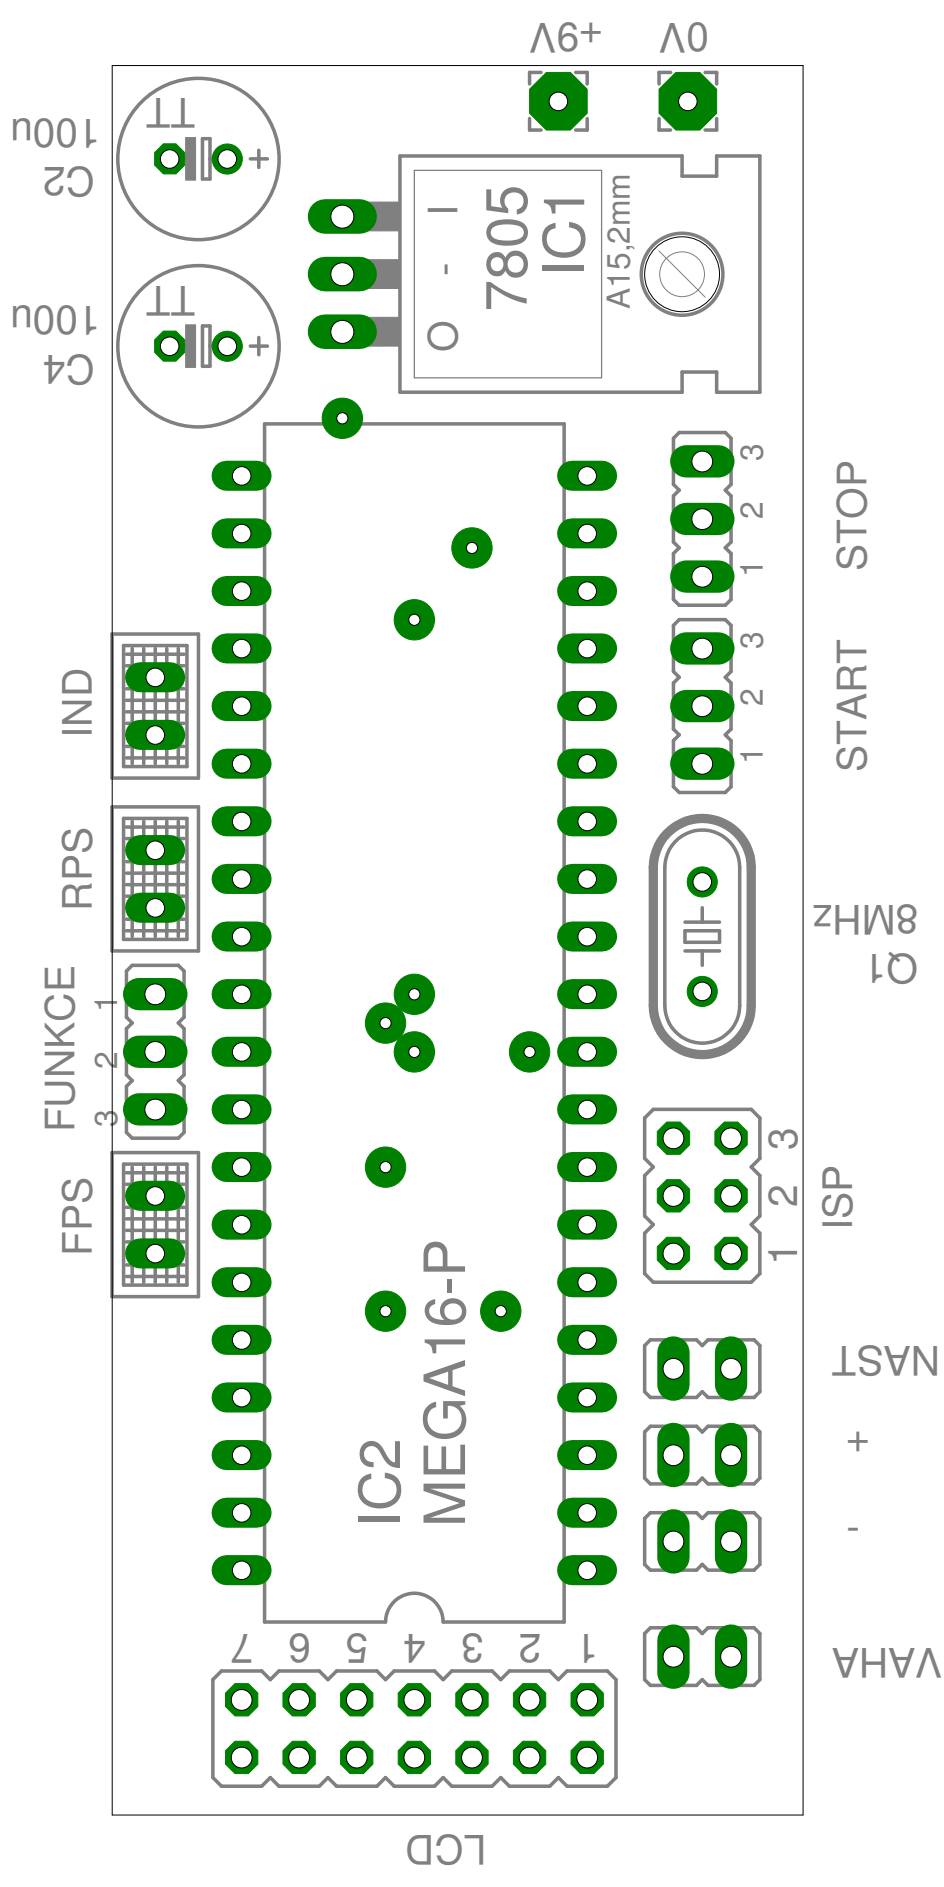 +9V
0V
TT
100u
C2
+
I
-
O
7805
IC1
A15,2mm
TT
100u
C4
+
3
2
1
STOP
3
2
1
START
IND
RPS
8MHz
Q1
FUNKCE
1
2
3
FPS
3
2
1
ISP
IC2
MEGA16-P
NAST
+
-
VAHA
7 6 5 4 3 2 1
LCD